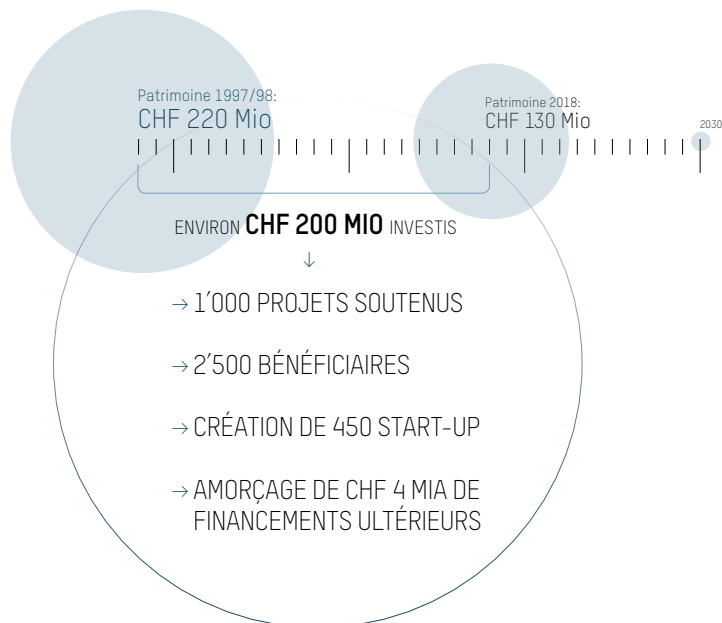 Patrimoine 1997/98:
CHF 220 Mio
Patrimoine 2018:
CHF 130 Mio
2030
ENVIRON CHF 200 MIO INVESTIS
↓
→ 1′000 PROJETS SOUTENUS
→ 2′500 BÉNÉFICIAIRES
→ CRÉATION DE 450 START-UP
→ AMORÇAGE DE CHF 4 MIA DE
FINANCEMENTS ULTÉRIEURS